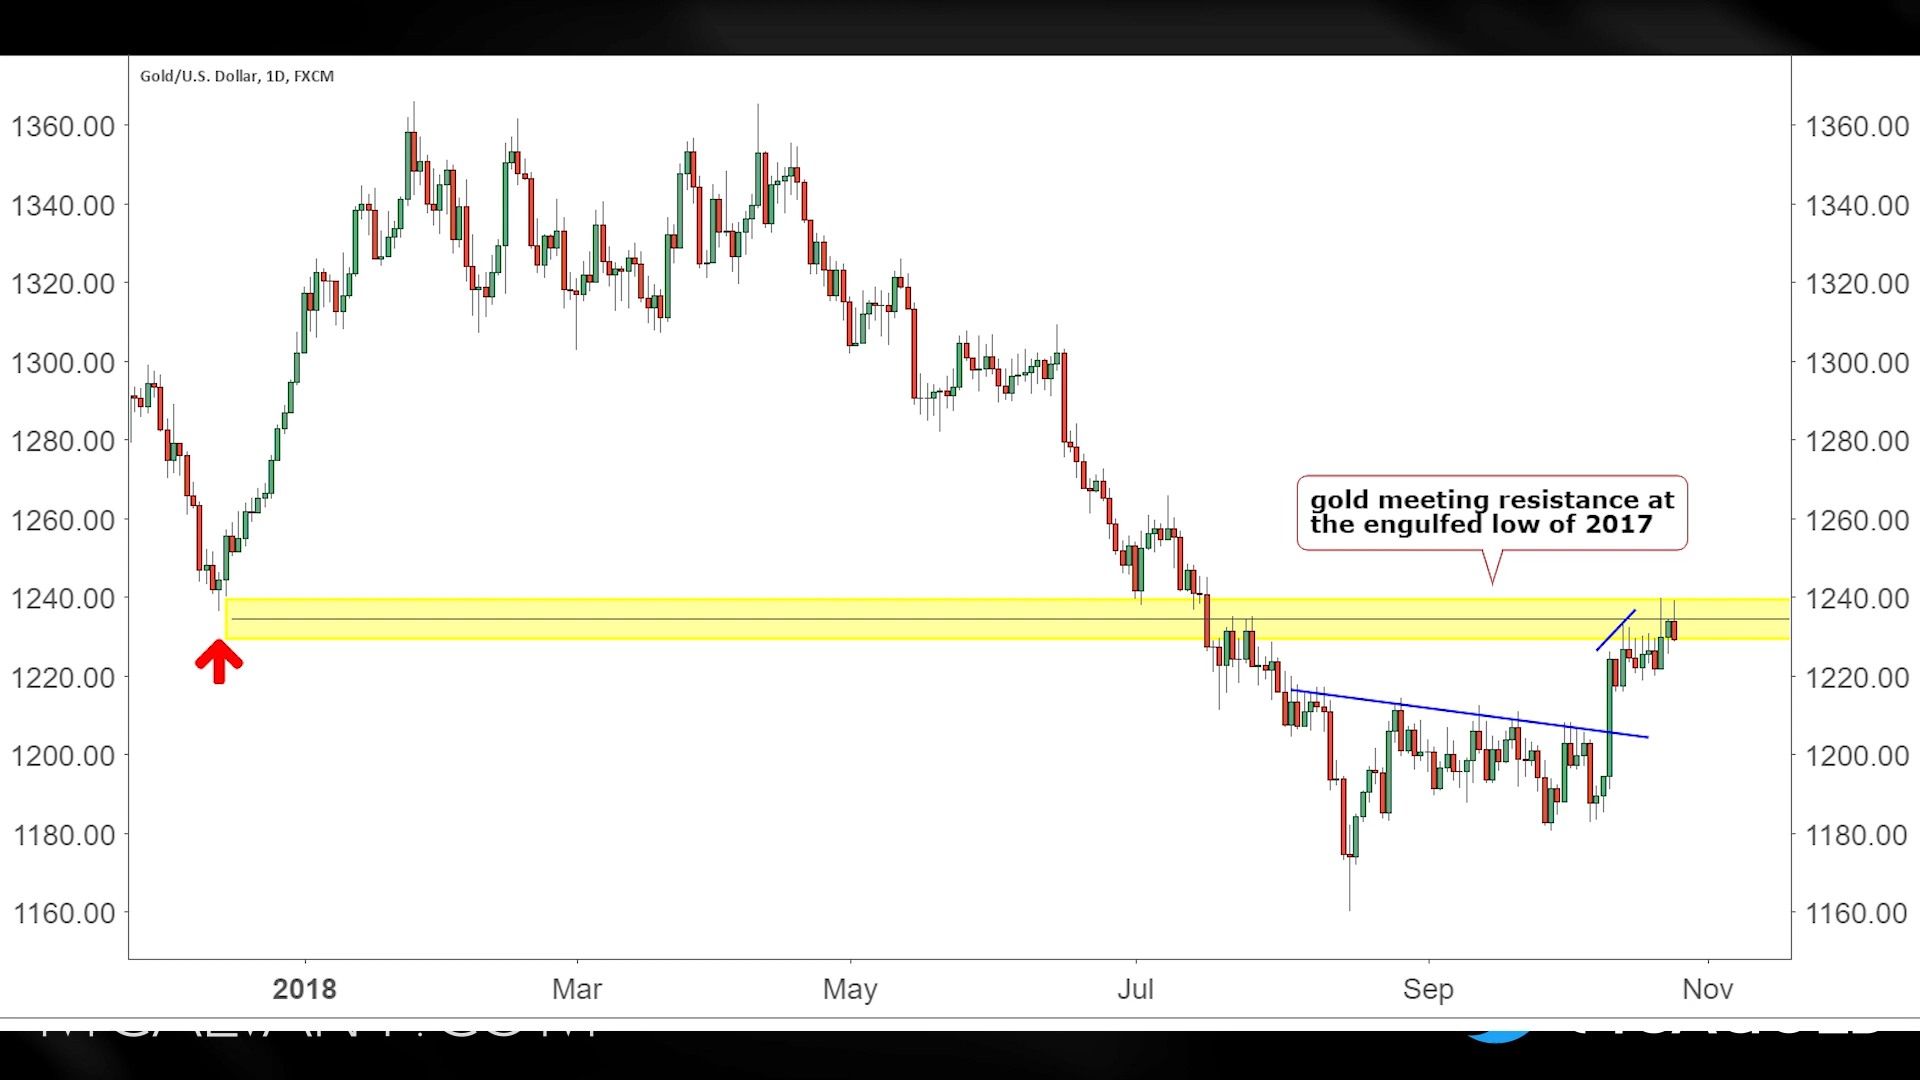 Gold/U.S. Dollar, 1D, FXCM
1360.00 1360.00
1340.00 1340.00
1320.00 1320.00
1300.00 1300.00
1280.00 1280.00
gold meeting resistance at
the engulfed low of 2017
1260.00 1260.00
1240.00 1240.00
1220.00 1220.00
1200.00 1200.00
1180.00 1180.00
1160.00 1160.00
2018 Mar May Jul Sep Nov